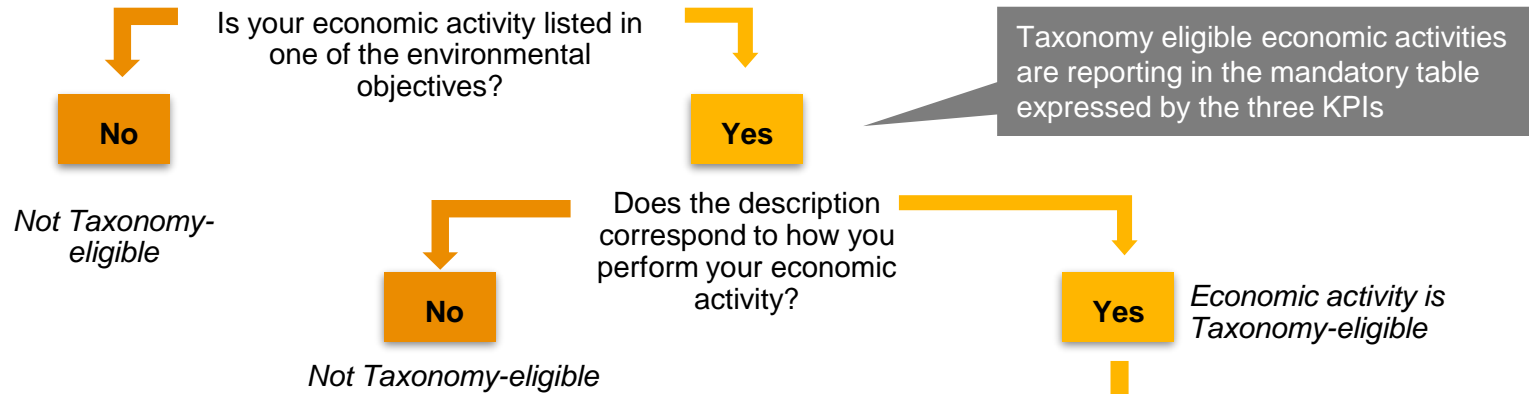 Is your economic activity listed in
one of the environmental
objectives?
Taxonomy eligible economic activities
are reporting in the mandatory table
expressed by the three KPIs
No
Yes
Not Taxonomy-
eligible
Does the description
correspond to how you
perform your economic
activity?
No
Yes
Economic activity is
Taxonomy-eligible
Not Taxonomy-eligible